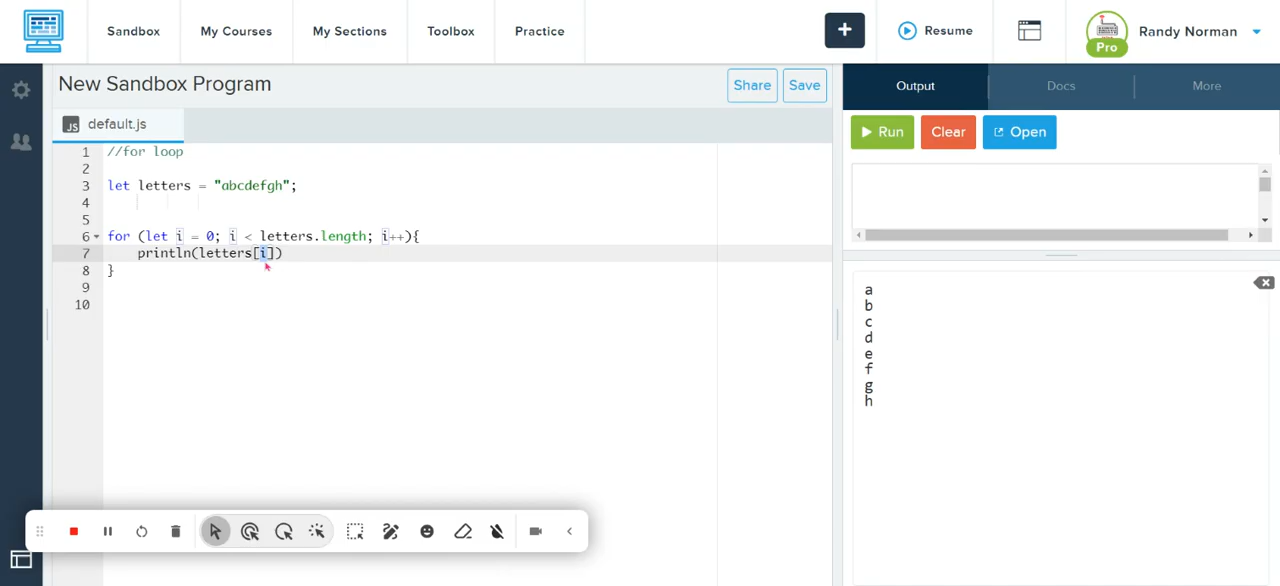 Sandbox
My Courses
My Sections
Toolbox
Practice
+
Resume
Pro
Randy Norman
New Sandbox Program
Share
Save
Output
Docs
More
JS default.js
Run
Clear
Open
1 //for loop
2
3 let letters = "abcdefgh";
4
5
6 for (let i = 0; i < letters.length; i++){
7 println(letters[i])
8 }
9
10
a
b
c
d
e
f
g
h